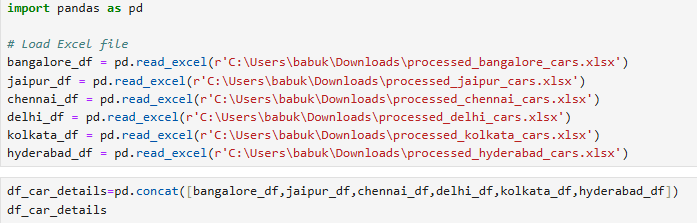 import pandas as pd
# Load Excel file
bangalore_df = pd.read_excel(r'C:\Users\babuk\Downloads\processed_bangalore_cars.xlsx')
jaipur_df = pd.read_excel(r'C:\Users\babuk\Downloads\processed_jaipur_cars.xlsx')
chennai_df = pd.read_excel(r'C:\Users\babuk\Downloads\processed_chennai_cars.xlsx')
delhi_df = pd.read_excel(r'C:\Users\babuk\Downloads\processed_delhi_cars.xlsx')
kolkata_df = pd.read_excel(r'C:\Users\babuk\Downloads\processed_kolkata_cars.xlsx')
hyderabad_df = pd.read_excel(r'C:\Users\babuk\Downloads\processed_hyderabad_cars.xlsx')
df_car_details=pd.concat([bangalore_df,jaipur_df,chennai_df,delhi_df,kolkata_df,hyderabad_df])
df_car_details